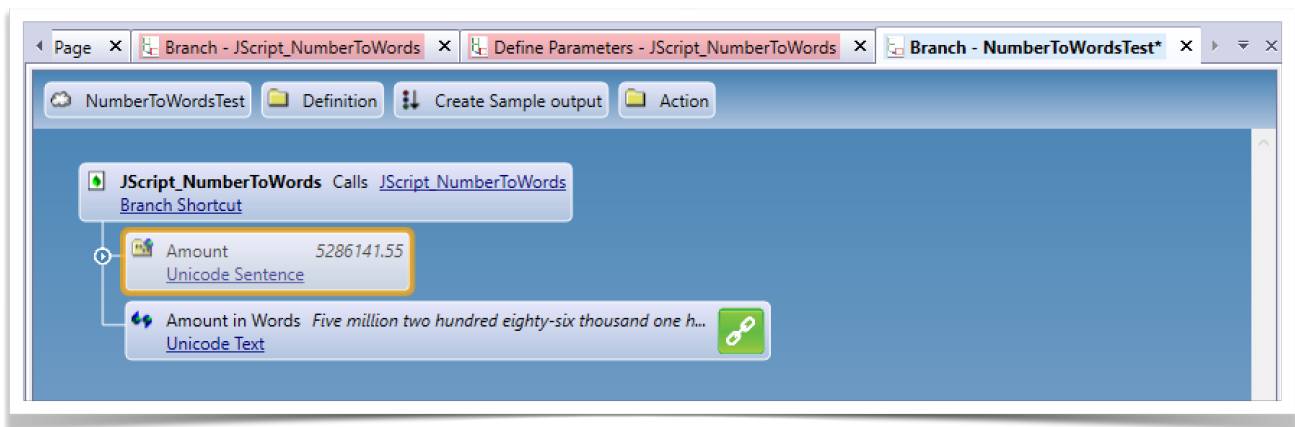 Page Branch - JScript_NumberToWords Define Parameters - JScript_NumberToWords Branch - NumberToWordsTest*
NumberToWordsTest Definition Create Sample output Action
JScript_NumberToWords Calls JScript_NumberToWords
Branch Shortcut
Amount 5286141.55
Unicode Sentence
Amount in Words Five million two hundred eighty-six thousand one h...
Unicode Text